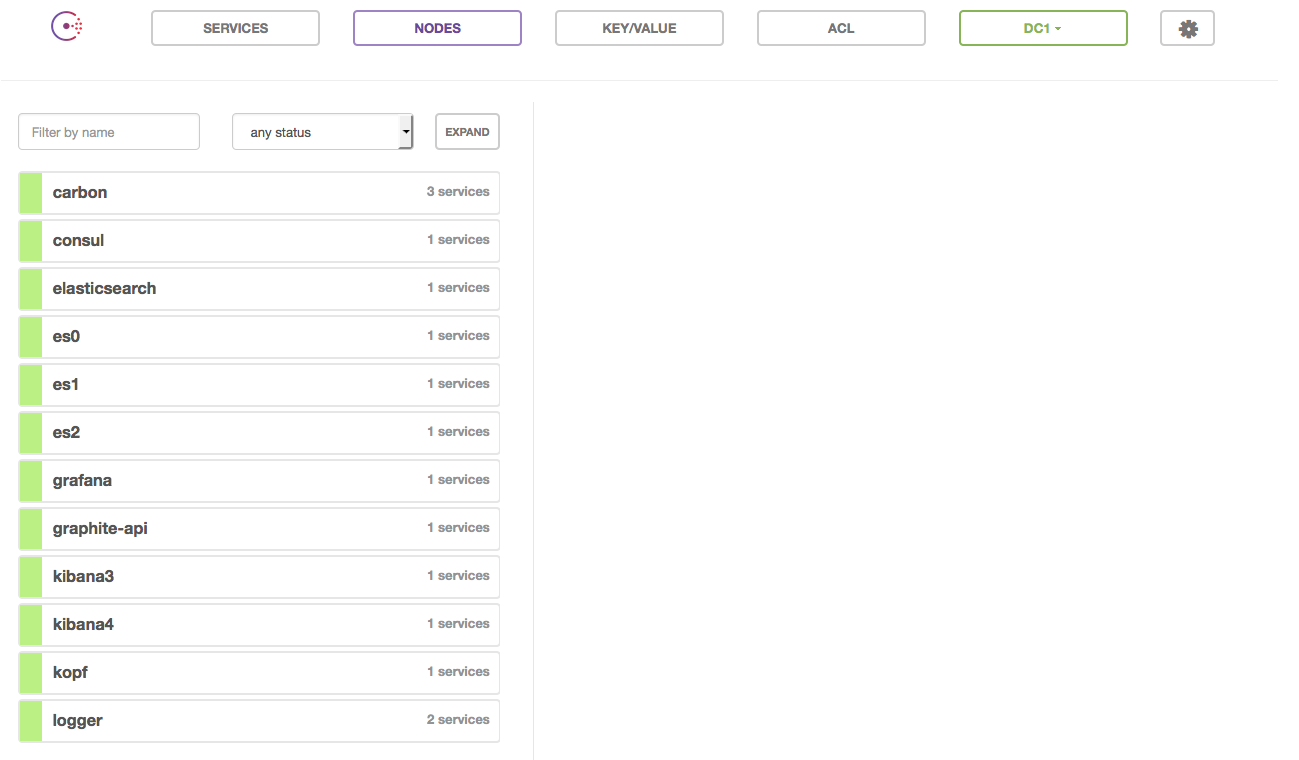 SERVICES NODES KEY/VALUE ACL DC1
Filter by name any status EXPAND
carbon 3 services
consul 1 services
elasticsearch 1 services
es0 1 services
es1 1 services
es2 1 services
grafana 1 services
graphite-api 1 services
kibana3 1 services
kibana4 1 services
kopf 1 services
logger 2 services